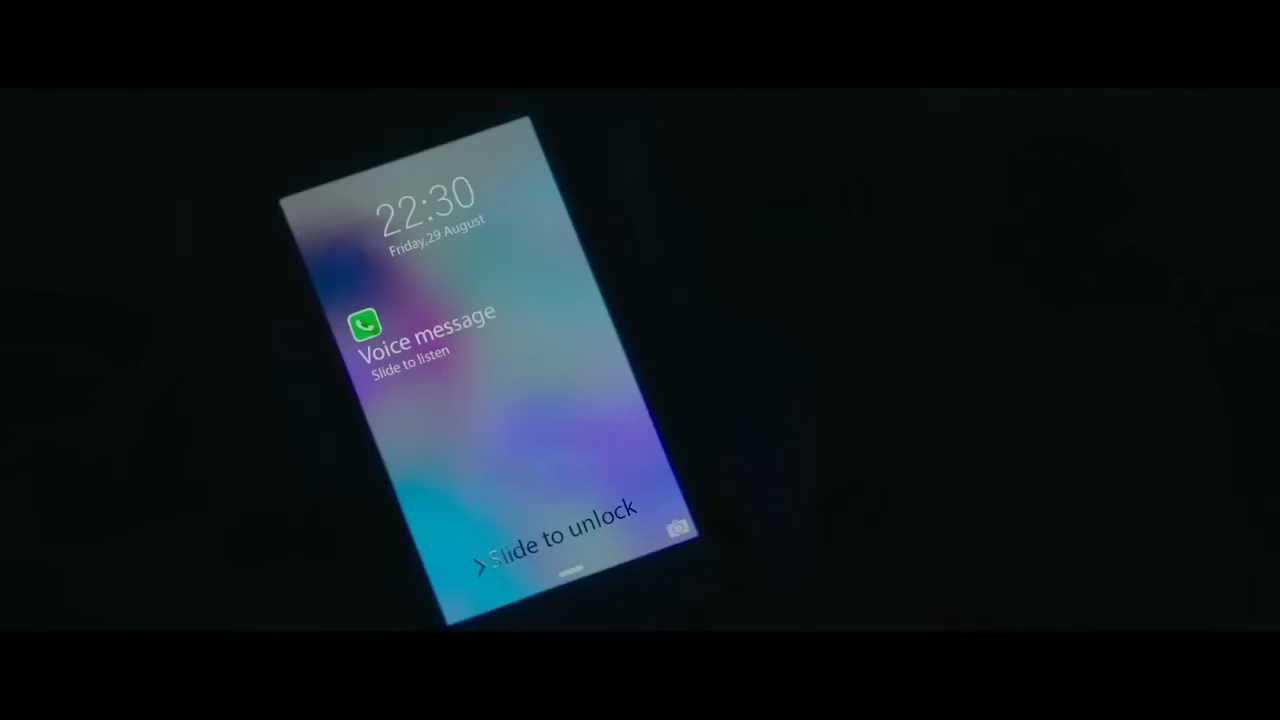 22:30
Friday,29 August
Voice message
Slide to listen
> Slide to unlock